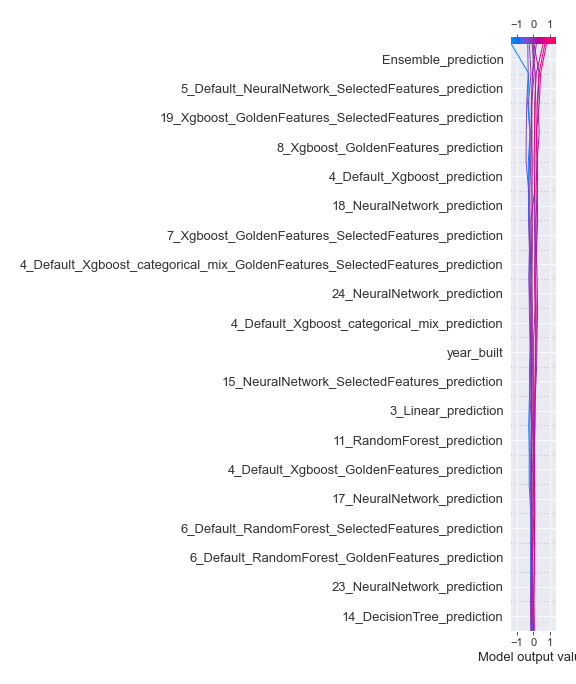 −1 0 1
Ensemble_prediction
5_Default_NeuralNetwork_SelectedFeatures_prediction
19_Xgboost_GoldenFeatures_SelectedFeatures_prediction
8_Xgboost_GoldenFeatures_prediction
4_Default_Xgboost_prediction
18_NeuralNetwork_prediction
7_Xgboost_GoldenFeatures_SelectedFeatures_prediction
4_Default_Xgboost_categorical_mix_GoldenFeatures_SelectedFeatures_prediction
24_NeuralNetwork_prediction
4_Default_Xgboost_categorical_mix_prediction
year_built
15_NeuralNetwork_SelectedFeatures_prediction
3_Linear_prediction
11_RandomForest_prediction
4_Default_Xgboost_GoldenFeatures_prediction
17_NeuralNetwork_prediction
6_Default_RandomForest_SelectedFeatures_prediction
6_Default_RandomForest_GoldenFeatures_prediction
23_NeuralNetwork_prediction
14_DecisionTree_prediction
−1 0 1
Model output valu